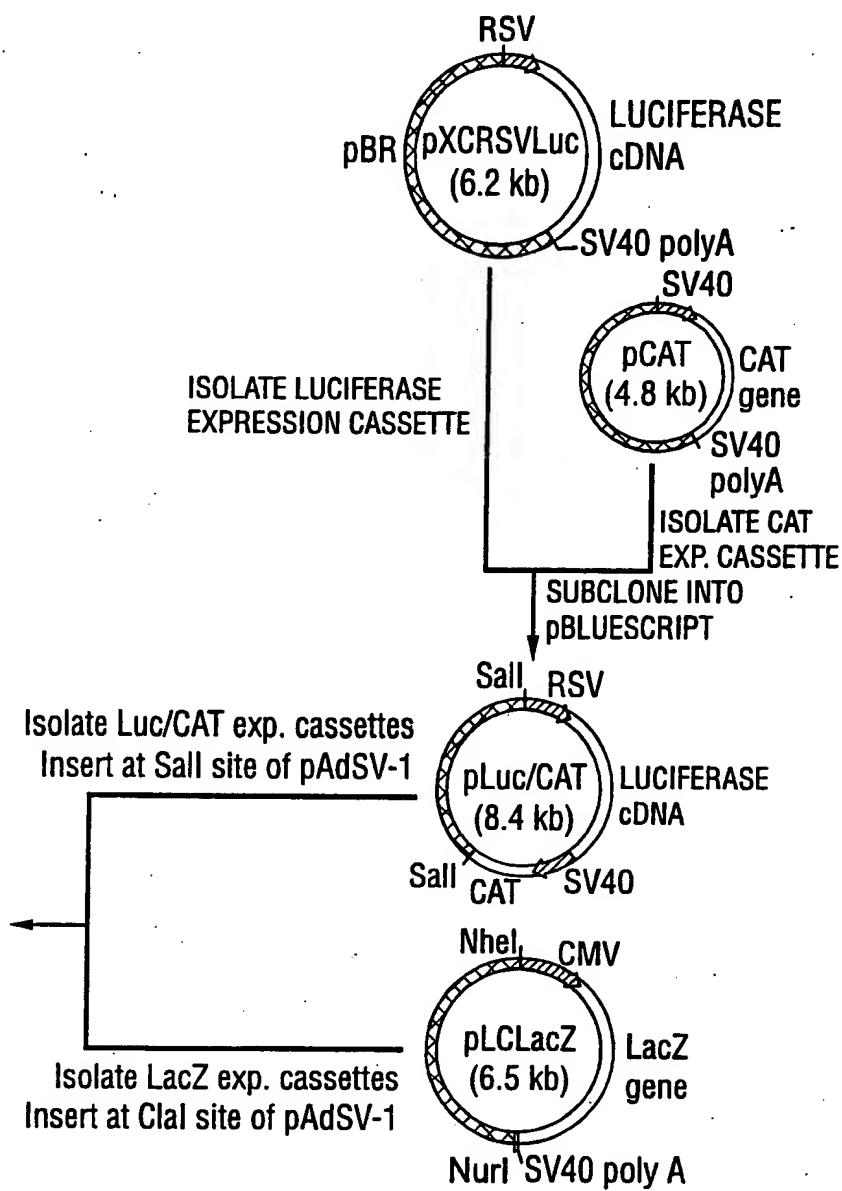 RSV
pBR
pXCRSVLuc
(6.2 kb)
LUCIFERASE
cDNA
SV40 polyA
SV40
pCAT
(4.8 kb)
CAT
gene
SV40
polyA
ISOLATE LUCIFERASE
EXPRESSION CASSETTE
ISOLATE CAT
EXP. CASSETTE
SUBCLONE INTO
pBLUESCRIPT
SalI
RSV
Isolate Luc/CAT exp. cassettes
Insert at SalI site of pAdSV-1
pLuc/CAT
(8.4 kb)
LUCIFERASE
cDNA
SalI
CAT
SV40
NheI
CMV
pLCLacZ
(6.5 kb)
LacZ
gene
Isolate LacZ exp. cassettes
Insert at ClaI site of pAdSV-1
NurI
SV40 poly A